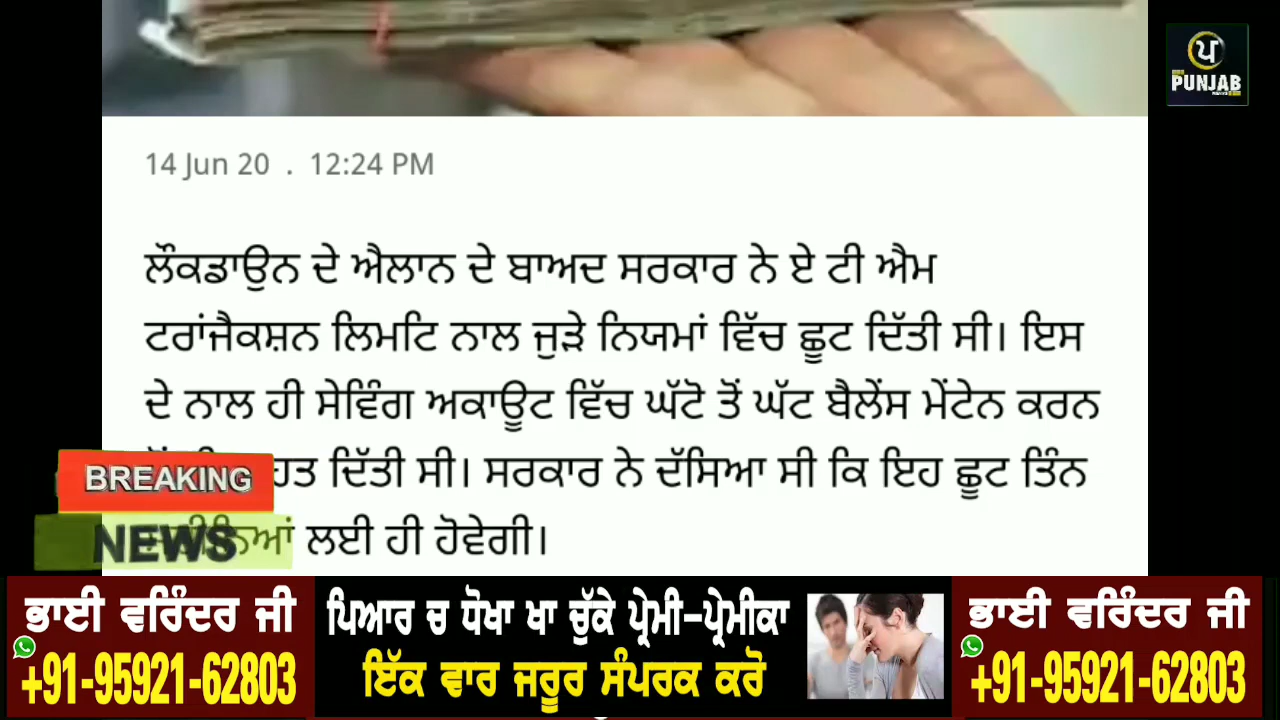 ਪ
PUNJAB
14 Jun 20 . 12:24 PM
ਲੌਕਡਾਉਨ ਦੇ ਐਲਾਨ ਦੇ ਬਾਅਦ ਸਰਕਾਰ ਨੇ ਏ ਟੀ ਐਮ
ਟਰਾਂਜੈਕਸ਼ਨ ਲਿਮਟਿ ਨਾਲ ਜੁੜੇ ਨਿਯਮਾਂ ਵਿੱਚ ਛੂਟ ਦਿੱਤੀ ਸੀ। ਇਸ
ਦੇ ਨਾਲ ਹੀ ਸੇਵਿੰਗ ਅਕਾਊਟ ਵਿੱਚ ਘੱਟੋ ਤੋਂ ਘੱਟ ਬੈਲੇਂਸ ਮੇਂਟੇਨ ਕਰਨ
ਦਿੱਤੀ ਸੀ। ਸਰਕਾਰ ਨੇ ਦੱਸਿਆ ਸੀ ਕਿ ਇਹ ਛੂਟ ਤਿੰਨ
ਲਈ ਹੀ ਹੋਵੇਗੀ।
BREAKING
NEWS
ਭਾਈ ਵਰਿੰਦਰ ਜੀ
+91-95921-62803
ਪਿਆਰ ਚ ਧੋਖਾ ਖਾ ਚੁੱਕੇ ਪ੍ਰੇਮੀ-ਪ੍ਰੇਮੀਕਾ
ਇੱਕ ਵਾਰ ਜਰੂਰ ਸੰਪਰਕ ਕਰੋ
ਭਾਈ ਵਰਿੰਦਰ ਜੀ
+91-95921-62803